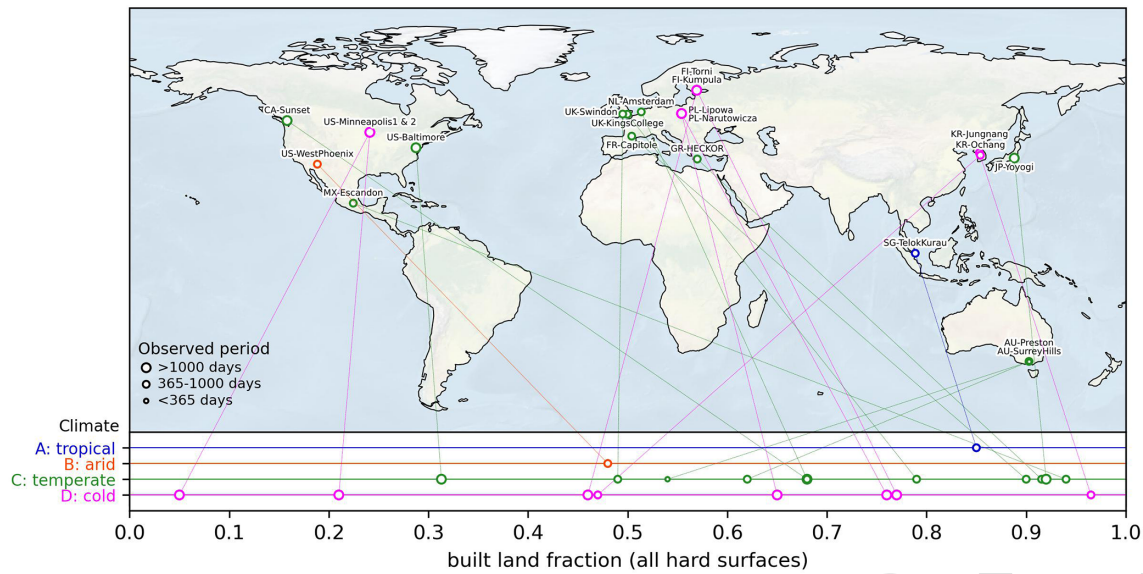 FI-Torni
FI-Kumpula
NL-Amsterdam
CA-Sunset
UK-Swindon
PL-Lipowa
US-Minneapolis1 & 2
PL-Narutowicza
UK-KingsCollege
US-Baltimore
KR-Jungnang
FR-Capitole
KR-Ochang
GR-HECKOR
US-WestPhoenix
JP-Yoyogi
MX-Escandon
SG-TelokKurau
AU-Preston
AU-SurreyHills
Observed period
>1000 days
365-1000 days
<365 days
Climate
A: tropical
B: arid
C: temperate
D: cold
0.0 0.1 0.2 0.3 0.4 0.5 0.6 0.7 0.8 0.9 1.0
built land fraction (all hard surfaces)